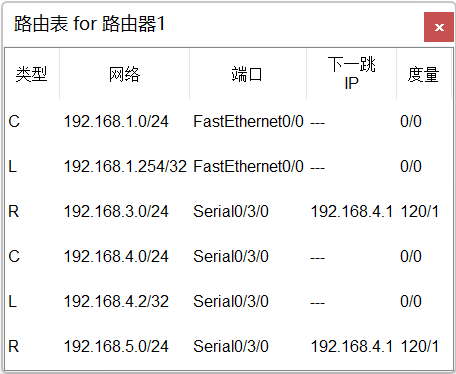 路由表 for 路由器1
类型 网络 端口 下一跳 IP 度量
C 192.168.1.0/24 FastEthernet0/0 --- 0/0
L 192.168.1.254/32 FastEthernet0/0 --- 0/0
R 192.168.3.0/24 Serial0/3/0 192.168.4.1 120/1
C 192.168.4.0/24 Serial0/3/0 --- 0/0
L 192.168.4.2/32 Serial0/3/0 --- 0/0
R 192.168.5.0/24 Serial0/3/0 192.168.4.1 120/1